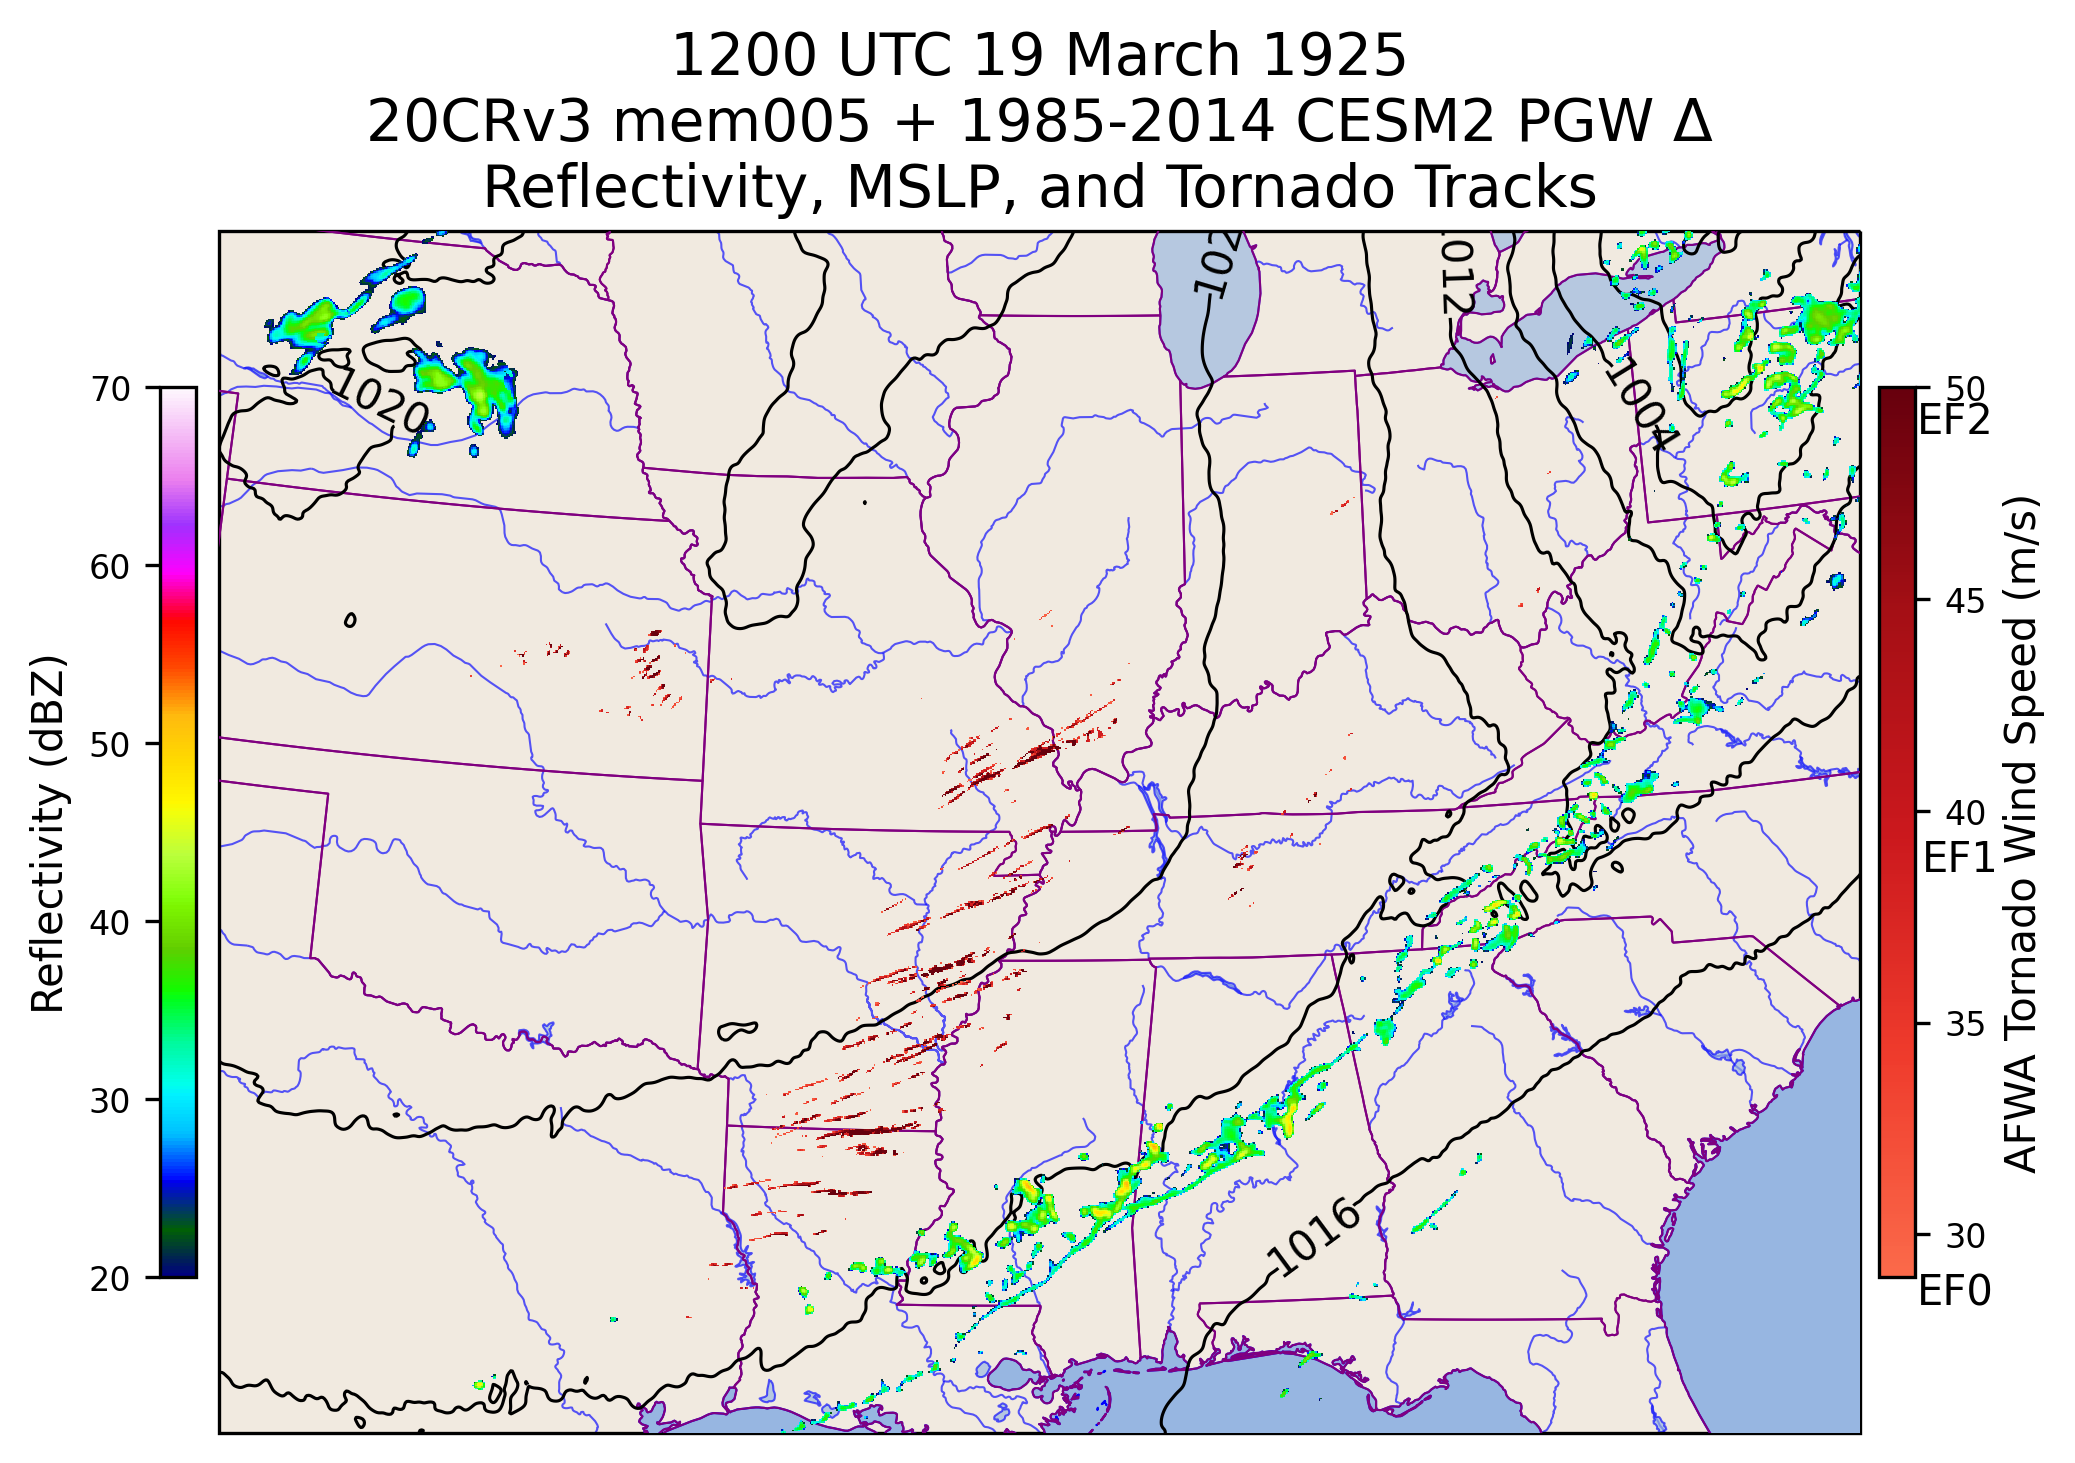 1200 UTC 19 March 1925
20CRv3 mem005 + 1985-2014 CESM2 PGW Δ
Reflectivity, MSLP, and Tornado Tracks
Reflectivity (dBZ)
70
60
50
40
30
20
1020
1012
1004
1016
50
EF2
45
40
EF1
35
30
EF0
AFWA Tornado Wind Speed (m/s)